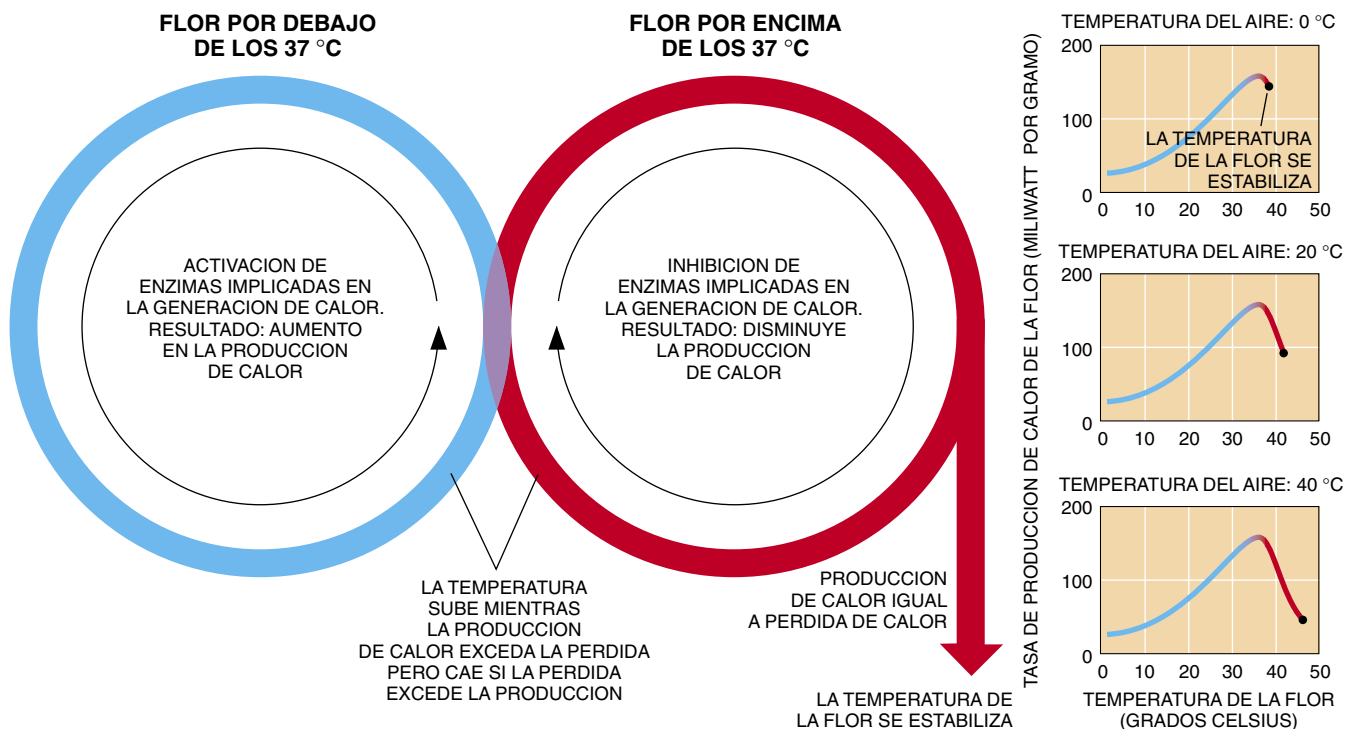 FLOR POR DEBAJO
DE LOS 37 °C
ACTIVACION DE
ENZIMAS IMPLICADAS EN
LA GENERACION DE CALOR.
RESULTADO: AUMENTO
EN LA PRODUCCION
DE CALOR
FLOR POR ENCIMA
DE LOS 37 °C
INHIBICION DE
ENZIMAS IMPLICADAS EN
LA GENERACION DE CALOR.
RESULTADO: DISMINUYE
LA PRODUCCION
DE CALOR
LA TEMPERATURA
SUBE MIENTRAS
LA PRODUCCION
DE CALOR EXCEDA LA PERDIDA
PERO CAE SI LA PERDIDA
EXCEDE LA PRODUCCION
PRODUCCION
DE CALOR IGUAL
A PERDIDA DE CALOR
LA TEMPERATURA DE
LA FLOR SE ESTABILIZA
TASA DE PRODUCCION DE CALOR DE LA FLOR (MILIWATT POR GRAMO)
TEMPERATURA DEL AIRE: 0 °C
200
100
0
LA TEMPERATURA
DE LA FLOR SE
ESTABILIZA
0 10 20 30 40 50
TEMPERATURA DEL AIRE: 20 °C
200
100
0
0 10 20 30 40 50
TEMPERATURA DEL AIRE: 40 °C
200
100
0
0 10 20 30 40 50
TEMPERATURA DE LA FLOR
(GRADOS CELSIUS)